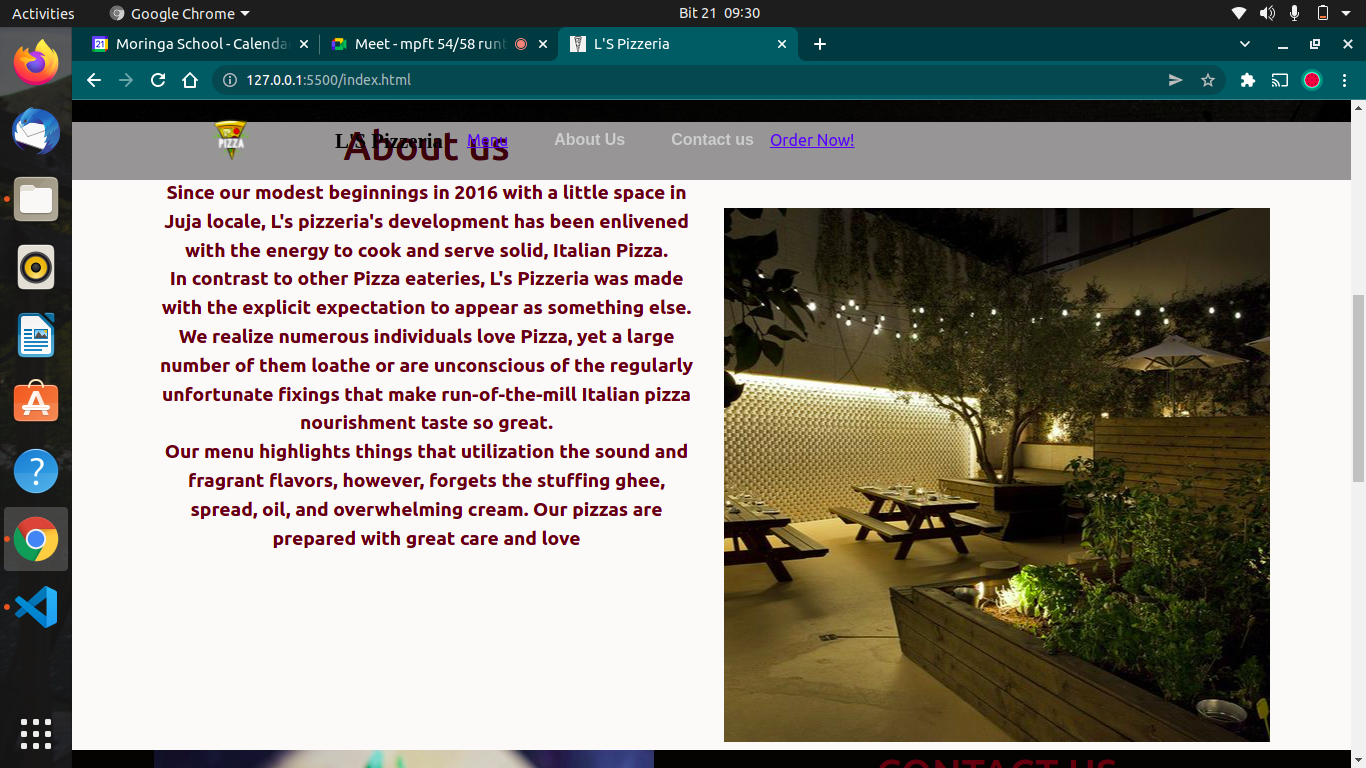 Activities Google Chrome Bit 21 09:30
Moringa School - Calenda Meet - mpft 54/58 runt L'S Pizzeria
127.0.0.1:5500/index.html
PIZZA L'S Pizzeria Menu About Us Contact us Order Now!
About us
Since our modest beginnings in 2016 with a little space in
Juja locale, L's pizzeria's development has been enlivened
with the energy to cook and serve solid, Italian Pizza.
In contrast to other Pizza eateries, L's Pizzeria was made
with the explicit expectation to appear as something else.
We realize numerous individuals love Pizza, yet a large
number of them loathe or are unconscious of the regularly
unfortunate fixings that make run-of-the-mill Italian pizza
nourishment taste so great.
Our menu highlights things that utilization the sound and
fragrant flavors, however, forgets the stuffing ghee,
spread, oil, and overwhelming cream. Our pizzas are
prepared with great care and love
CONTACT US